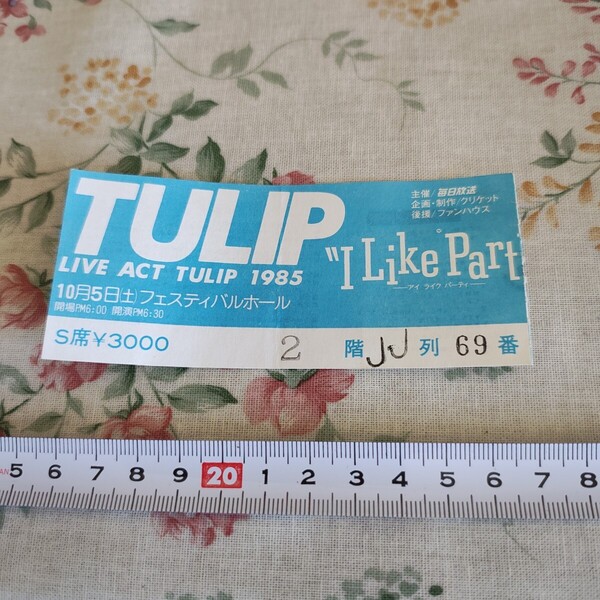 TULIP
LIVE ACT TULIP 1985
10月5日(土)フェスティバルホール
開場PM6:00 開演PM6:30
主催/毎日放送
企画・制作/クリケット
後援/ファンハウス
"I Like Part
アイ ライク パーティ
S席¥3000 2階JJ列69番
5 6 7 8 9 20 1 2 3 4 5 6 7 8